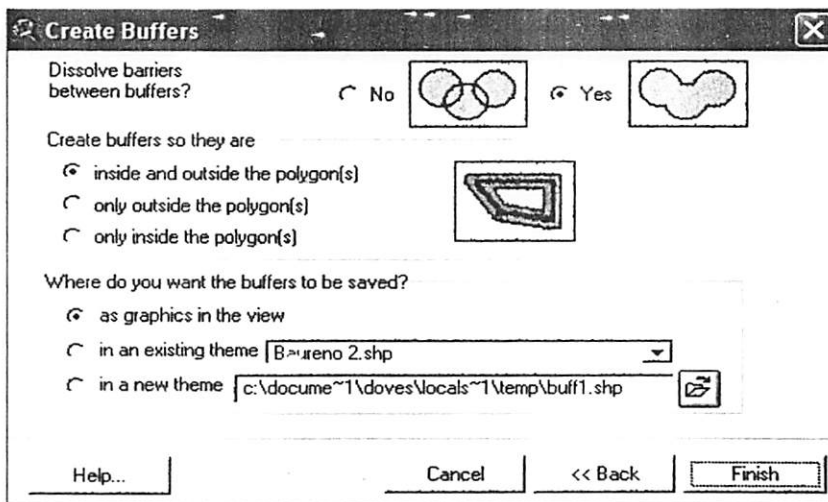 Create Buffers
Dissolve barriers
between buffers?
No
Yes
Create buffers so they are
inside and outside the polygon(s)
only outside the polygon(s)
only inside the polygon(s)
Where do you want the buffers to be saved?
as graphics in the view
in an existing theme 2.shp
in a new theme c:\docume~1\doves\locals~1\temp\buff1.shp
Help... Cancel << Back Finish